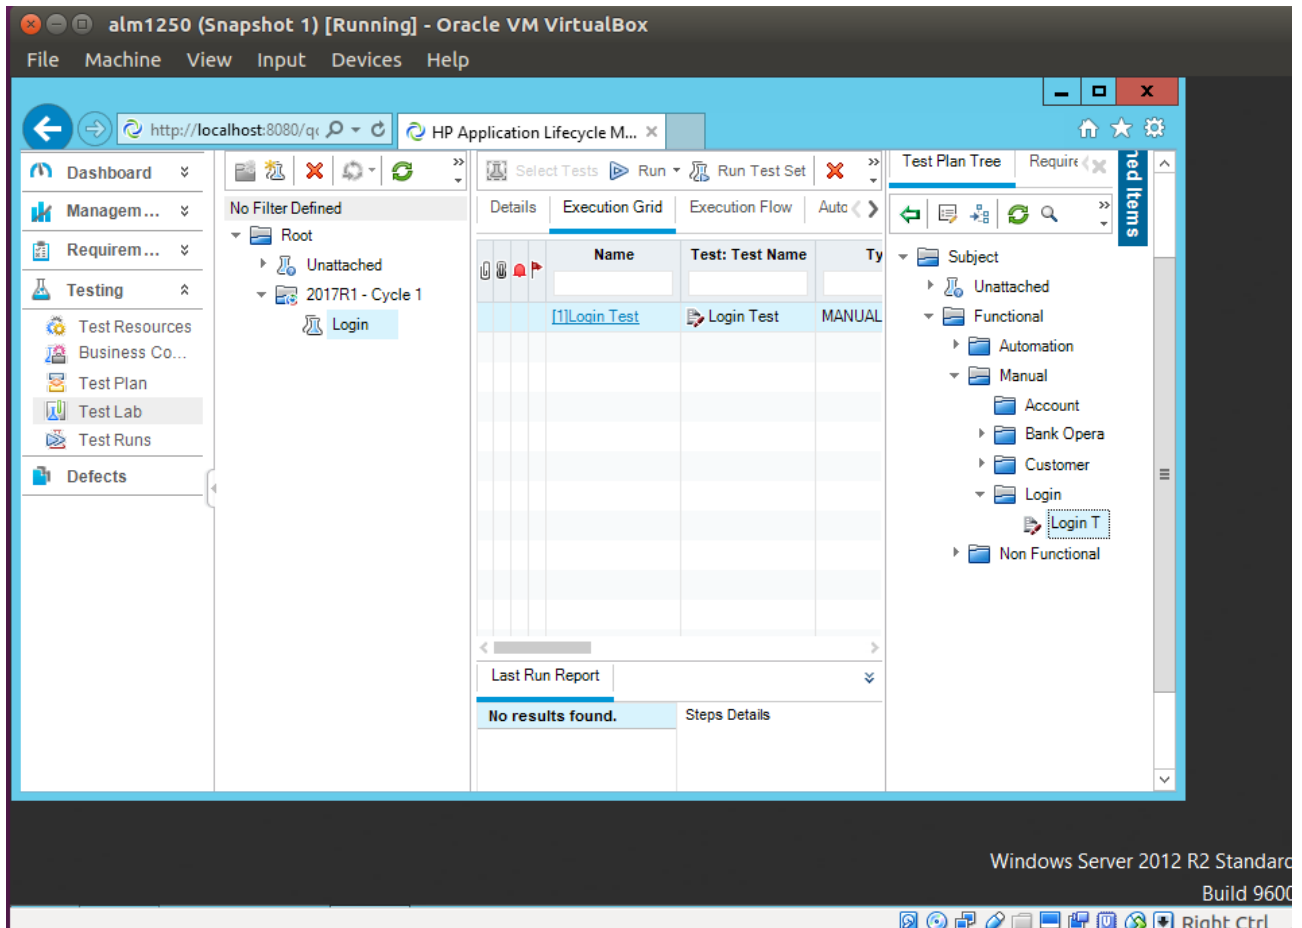 alm1250 (Snapshot 1) [Running] - Oracle VM VirtualBox
File Machine View Input Devices Help
http://localhost:8080/qc
HP Application Lifecycle M...
Dashboard
Managem...
Requirem...
Testing
Test Resources
Business Co...
Test Plan
Test Lab
Test Runs
Defects
No Filter Defined
Root
Unattached
2017R1 - Cycle 1
Login
Select Tests Run Run Test Set
Details Execution Grid Execution Flow Auto
Name Test: Test Name Ty
[1]Login Test Login Test MANUAL
Last Run Report
No results found. Steps Details
Test Plan Tree Require
ned Items
Subject
Unattached
Functional
Automation
Manual
Account
Bank Opera
Customer
Login
Login T
Non Functional
Windows Server 2012 R2 Standard
Build 9600
Right Ctrl